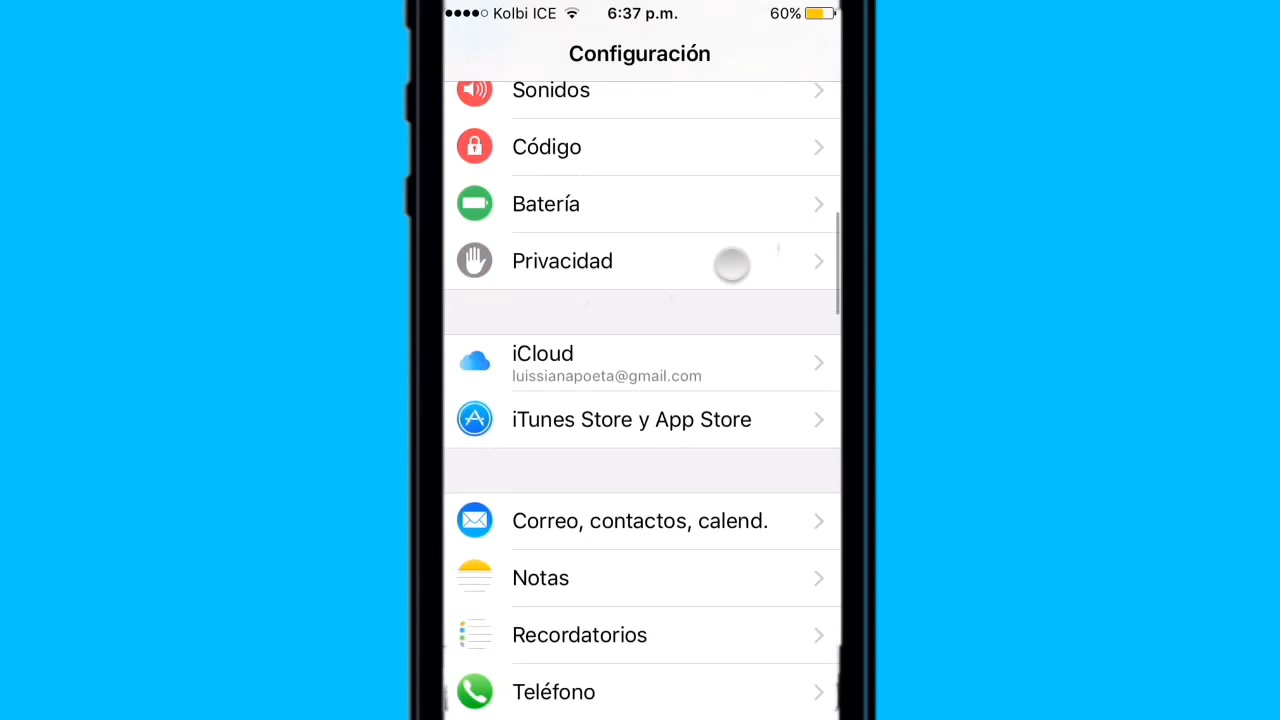 Kolbi ICE 6:37 p.m. 60%
Configuración
Sonidos
Código
Batería
Privacidad
iCloud
luissianapoeta@gmail.com
iTunes Store y App Store
Correo, contactos, calend.
Notas
Recordatorios
Teléfono